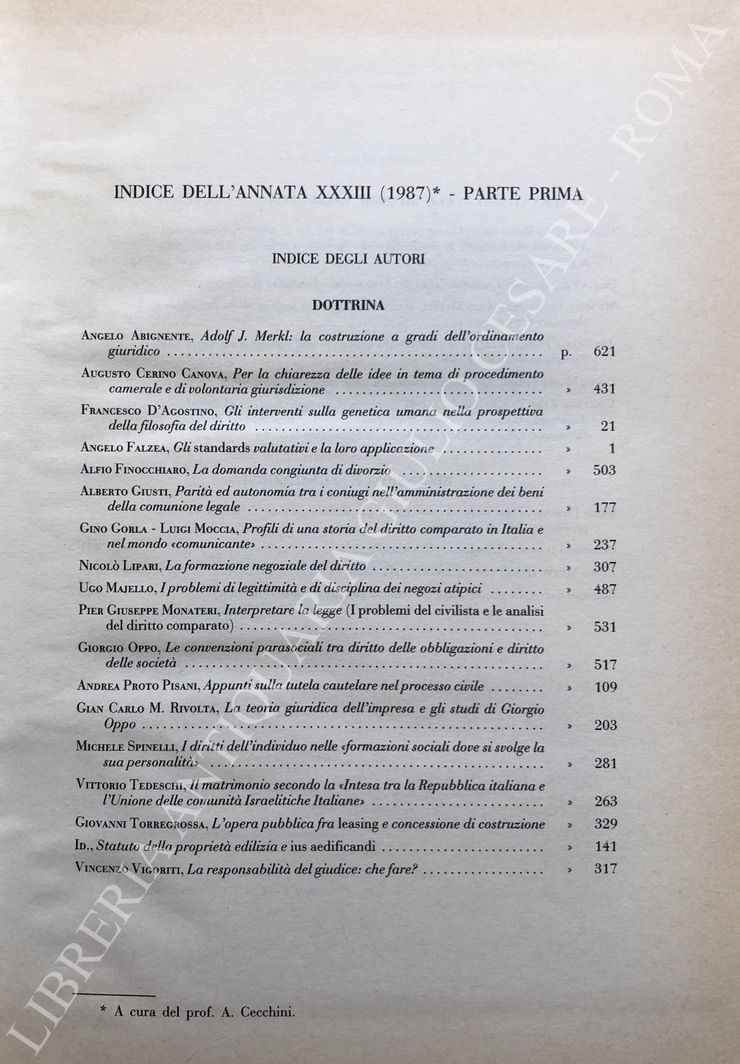 INDICE DELL'ANNATA XXXIII (1987)* - PARTE PRIMA
INDICE DEGLI AUTORI
DOTTRINA
ANGELO ABIGNENTE, Adolf J. Merkl: la costruzione a gradi dell'ordinamento
giuridico ........................................ p. 621
AUGUSTO CERINO CANOVA, Per la chiarezza delle idee in tema di procedimento
camerale e di volontaria giurisdizione ........................ » 431
FRANCESCO D'AGOSTINO, Gli interventi sulla genetica umana nella prospettiva
della filosofia del diritto ................................ » 21
ANGELO FALZEA, Gli standards valutativi e la loro applicazione ............ » 1
ALFIO FINOCCHIARO, La domanda congiunta di divorzio ................ » 503
ALBERTO GIUSTI, Parità ed autonomia tra i coniugi nell'amministrazione dei beni
della comunione legale ................................ » 177
GINO GORLA - LUIGI MOCCIA, Profili di una storia del diritto comparato in Italia e
nel mondo «comunicante» ................................ » 237
NICOLÒ LIPARI, La formazione negoziale del diritto .................... » 307
UGO MAJELLO, I problemi di legittimità e di disciplina dei negozi atipici ........ » 487
PIER GIUSEPPE MONATERI, Interpretare la legge (I problemi del civilista e le analisi
del diritto comparato) ................................ » 531
GIORGIO OPPO, Le convenzioni parasociali tra diritto delle obbligazioni e diritto
delle società ........................................ » 517
ANDREA PROTO PISANI, Appunti sulla tutela cautelare nel processo civile ........ » 109
GIAN CARLO M. RIVOLTA, La teoria giuridica dell'impresa e gli studi di Giorgio
Oppo ............................................ » 203
MICHELE SPINELLI, I diritti dell'individuo nelle «formazioni sociali dove si svolge la
sua personalità» ........................................ » 281
VITTORIO TEDESCHI, Il matrimonio secondo la «Intesa tra la Repubblica italiana e
l'Unione delle comunità Israelitiche Italiane» .................... » 263
GIOVANNI TORREGROSSA, L'opera pubblica fra leasing e concessione di costruzione » 329
ID., Statuto della proprietà edilizia e ius aedificandi .................... » 141
VINCENZO VIGORITI, La responsabilità del giudice: che fare? ................ » 317
* A cura del prof. A. Cecchini.
LIBRERIA ANTIQUARIA GIULIO CESARE - ROMA